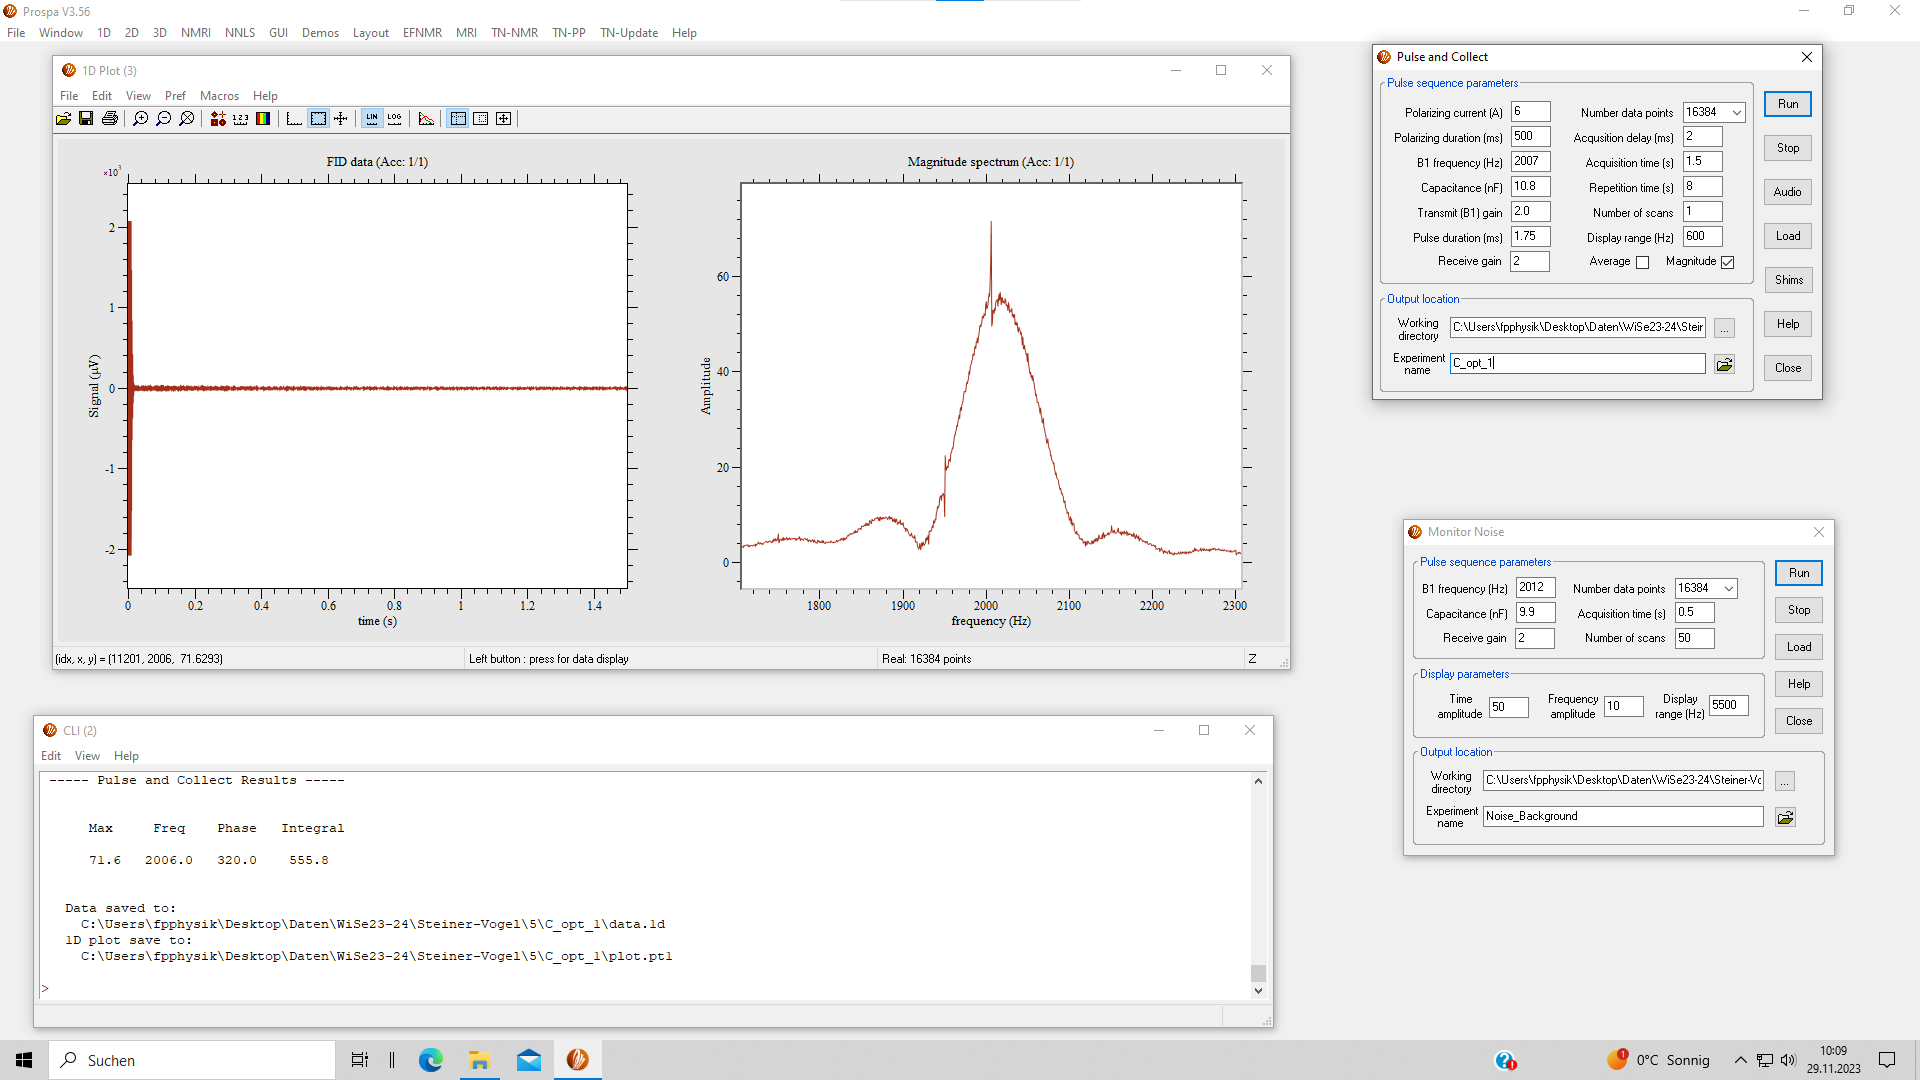 Prospa V3.56
File Window 1D 2D 3D NMRI NNLS GUI Demos Layout EFNMR MRI TN-NMR TN-PP TN-Update Help
1D Plot (3)
File Edit View Pref Macros Help
1 2 3
LIN LOG
FID data (Acc: 1/1)
×10³
2
1
0
-1
-2
Signal (µV)
0 0.2 0.4 0.6 0.8 1 1.2 1.4
time (s)
Magnitude spectrum (Acc: 1/1)
60
40
20
0
Amplitude
1800 1900 2000 2100 2200 2300
frequency (Hz)
(idx, x, y) = (11201, 2006, 71.6293)
Left button : press for data display
Real: 16384 points
Z
CLI (2)
Edit View Help
----- Pulse and Collect Results -----
Max Freq Phase Integral
71.6 2006.0 320.0 555.8
Data saved to:
C:\Users\fpphysik\Desktop\Daten\WiSe23-24\Steiner-Vogel\5\C_opt_1\data.1d
1D plot save to:
C:\Users\fpphysik\Desktop\Daten\WiSe23-24\Steiner-Vogel\5\C_opt_1\plot.pt1
>
Pulse and Collect
Pulse sequence parameters
Polarizing current (A) 6 Number data points 16384
Polarizing duration (ms) 500 Acqusition delay (ms) 2
B1 frequency (Hz) 2007 Acquisition time (s) 1.5
Capacitance (nF) 10.8 Repetition time (s) 8
Transmit (B1) gain 2.0 Number of scans 1
Pulse duration (ms) 1.75 Display range (Hz) 600
Receive gain 2 Average Magnitude
Run
Stop
Audio
Load
Shims
Help
Close
Output location
Working directory C:\Users\fpphysik\Desktop\Daten\WiSe23-24\Steir ...
Experiment name C_opt_1
Monitor Noise
Pulse sequence parameters
B1 frequency (Hz) 2012 Number data points 16384
Capacitance (nF) 9.9 Acquisition time (s) 0.5
Receive gain 2 Number of scans 50
Run
Stop
Load
Help
Close
Display parameters
Time amplitude 50 Frequency amplitude 10 Display range (Hz) 5500
Output location
Working directory C:\Users\fpphysik\Desktop\Daten\WiSe23-24\Steiner-Vc ...
Experiment name Noise_Background
Suchen
1
0°C Sonnig
10:09
29.11.2023